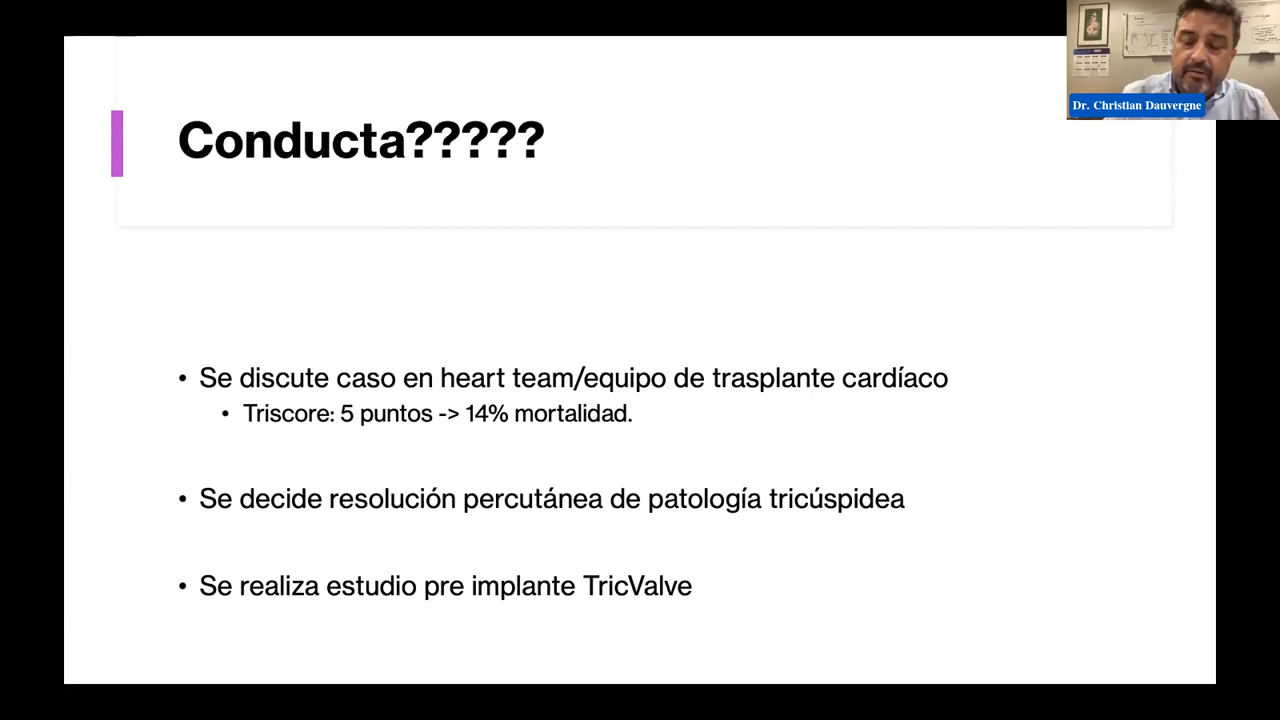 Conducta?????
Dr. Christian Dauvergne
• Se discute caso en heart team/equipo de trasplante cardíaco
• Triscore: 5 puntos -> 14% mortalidad.
• Se decide resolución percutánea de patología tricúspidea
• Se realiza estudio pre implante TricValve